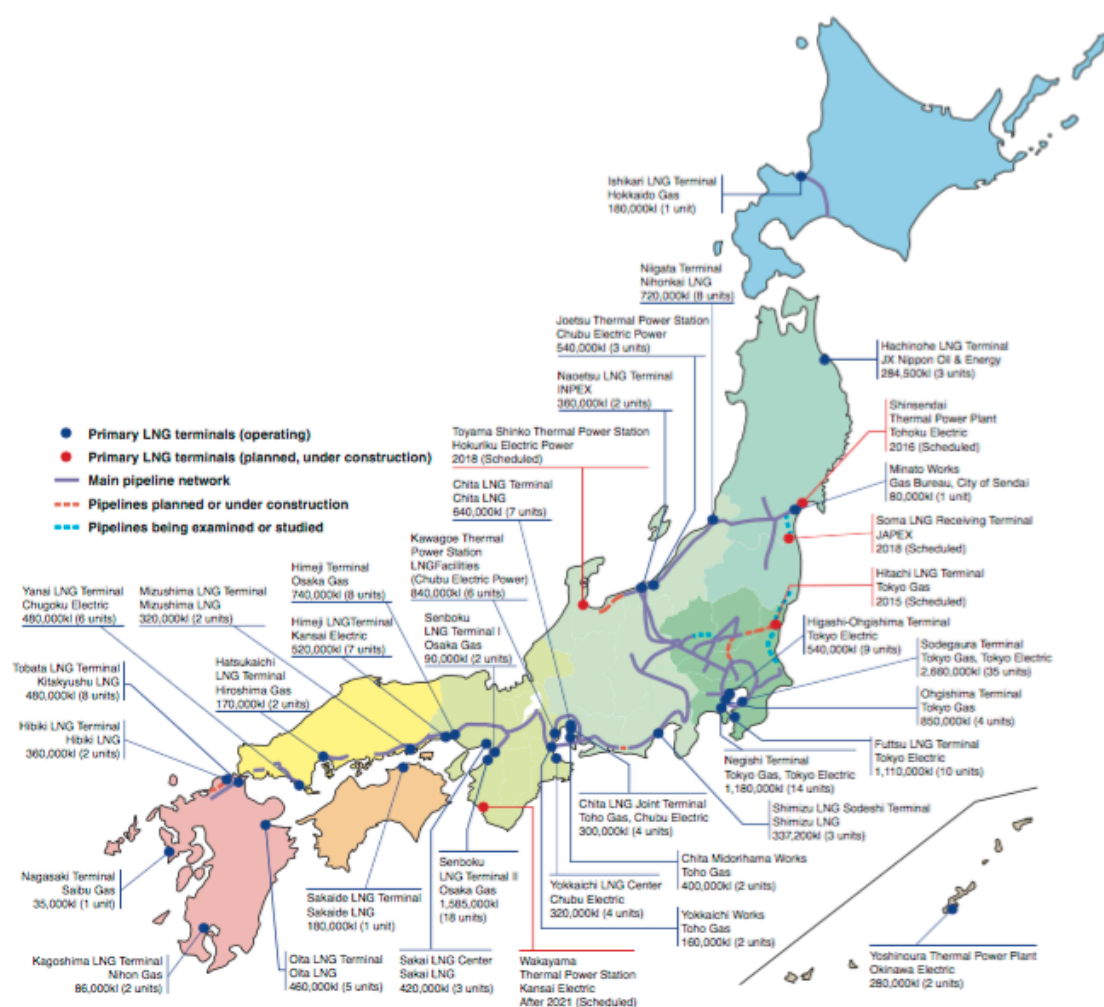 Ishikari LNG Terminal
Hokkaido Gas
180,000kl (1 unit)
Niigata Terminal
Nihonkai LNG
720,000kl (8 units)
Joetsu Thermal Power Station
Chubu Electric Power
540,000kl (3 units)
Naoetsu LNG Terminal
INPEX
360,000kl (2 units)
Toyama Shinko Thermal Power Station
Hokuriku Electric Power
2018 (Scheduled)
Chita LNG Terminal
Chita LNG
640,000kl (7 units)
Kawagoe Thermal
Power Station
LNGFacilities
(Chubu Electric Power)
840,000kl (6 units)
Senboku
LNG Terminal I
Osaka Gas
90,000kl (2 units)
Himeji Terminal
Osaka Gas
740,000kl (8 units)
Himeji LNGTerminal
Kansai Electric
520,000kl (7 units)
Hatsukaichi
LNG Terminal
Hiroshima Gas
170,000kl (2 units)
Mizushima LNG Terminal
Mizushima LNG
320,000kl (2 units)
Yanai LNG Terminal
Chugoku Electric
480,000kl (6 units)
Tobata LNG Terminal
Kitakyushu LNG
480,000kl (8 units)
Hibiki LNG Terminal
Hibiki LNG
360,000kl (2 units)
Primary LNG terminals (operating)
Primary LNG terminals (planned, under construction)
Main pipeline network
Pipelines planned or under construction
Pipelines being examined or studied
Hachinohe LNG Terminal
JX Nippon Oil & Energy
284,500kl (3 units)
Shinsendai
Thermal Power Plant
Tohoku Electric
2016 (Scheduled)
Minato Works
Gas Bureau, City of Sendai
80,000kl (1 unit)
Soma LNG Receiving Terminal
JAPEX
2018 (Scheduled)
Hitachi LNG Terminal
Tokyo Gas
2015 (Scheduled)
Higashi-Ohgishima Terminal
Tokyo Electric
540,000kl (9 units)
Sodegaura Terminal
Tokyo Gas, Tokyo Electric
2,660,000kl (35 units)
Ohgishima Terminal
Tokyo Gas
850,000kl (4 units)
Futtsu LNG Terminal
Tokyo Electric
1,110,000kl (10 units)
Negishi Terminal
Tokyo Gas, Tokyo Electric
1,180,000kl (14 units)
Shimizu LNG Sodeshi Terminal
Shimizu LNG
337,200kl (3 units)
Chita LNG Joint Terminal
Toho Gas, Chubu Electric
300,000kl (4 units)
Chita Midorihama Works
Toho Gas
400,000kl (2 units)
Yokkaichi LNG Center
Chubu Electric
320,000kl (4 units)
Yokkaichi Works
Toho Gas
160,000kl (2 units)
Senboku
LNG Terminal II
Osaka Gas
1,585,000kl
(18 units)
Sakaide LNG Terminal
Sakaide LNG
180,000kl (1 unit)
Nagasaki Terminal
Saibu Gas
35,000kl (1 unit)
Kagoshima LNG Terminal
Nihon Gas
86,000kl (2 units)
Oita LNG Terminal
Oita LNG
460,000kl (5 units)
Sakai LNG Center
Sakai LNG
420,000kl (3 units)
Wakayama
Thermal Power Station
Kansai Electric
After 2021 (Scheduled)
Yoshinoura Thermal Power Plant
Okinawa Electric
280,000kl (2 units)